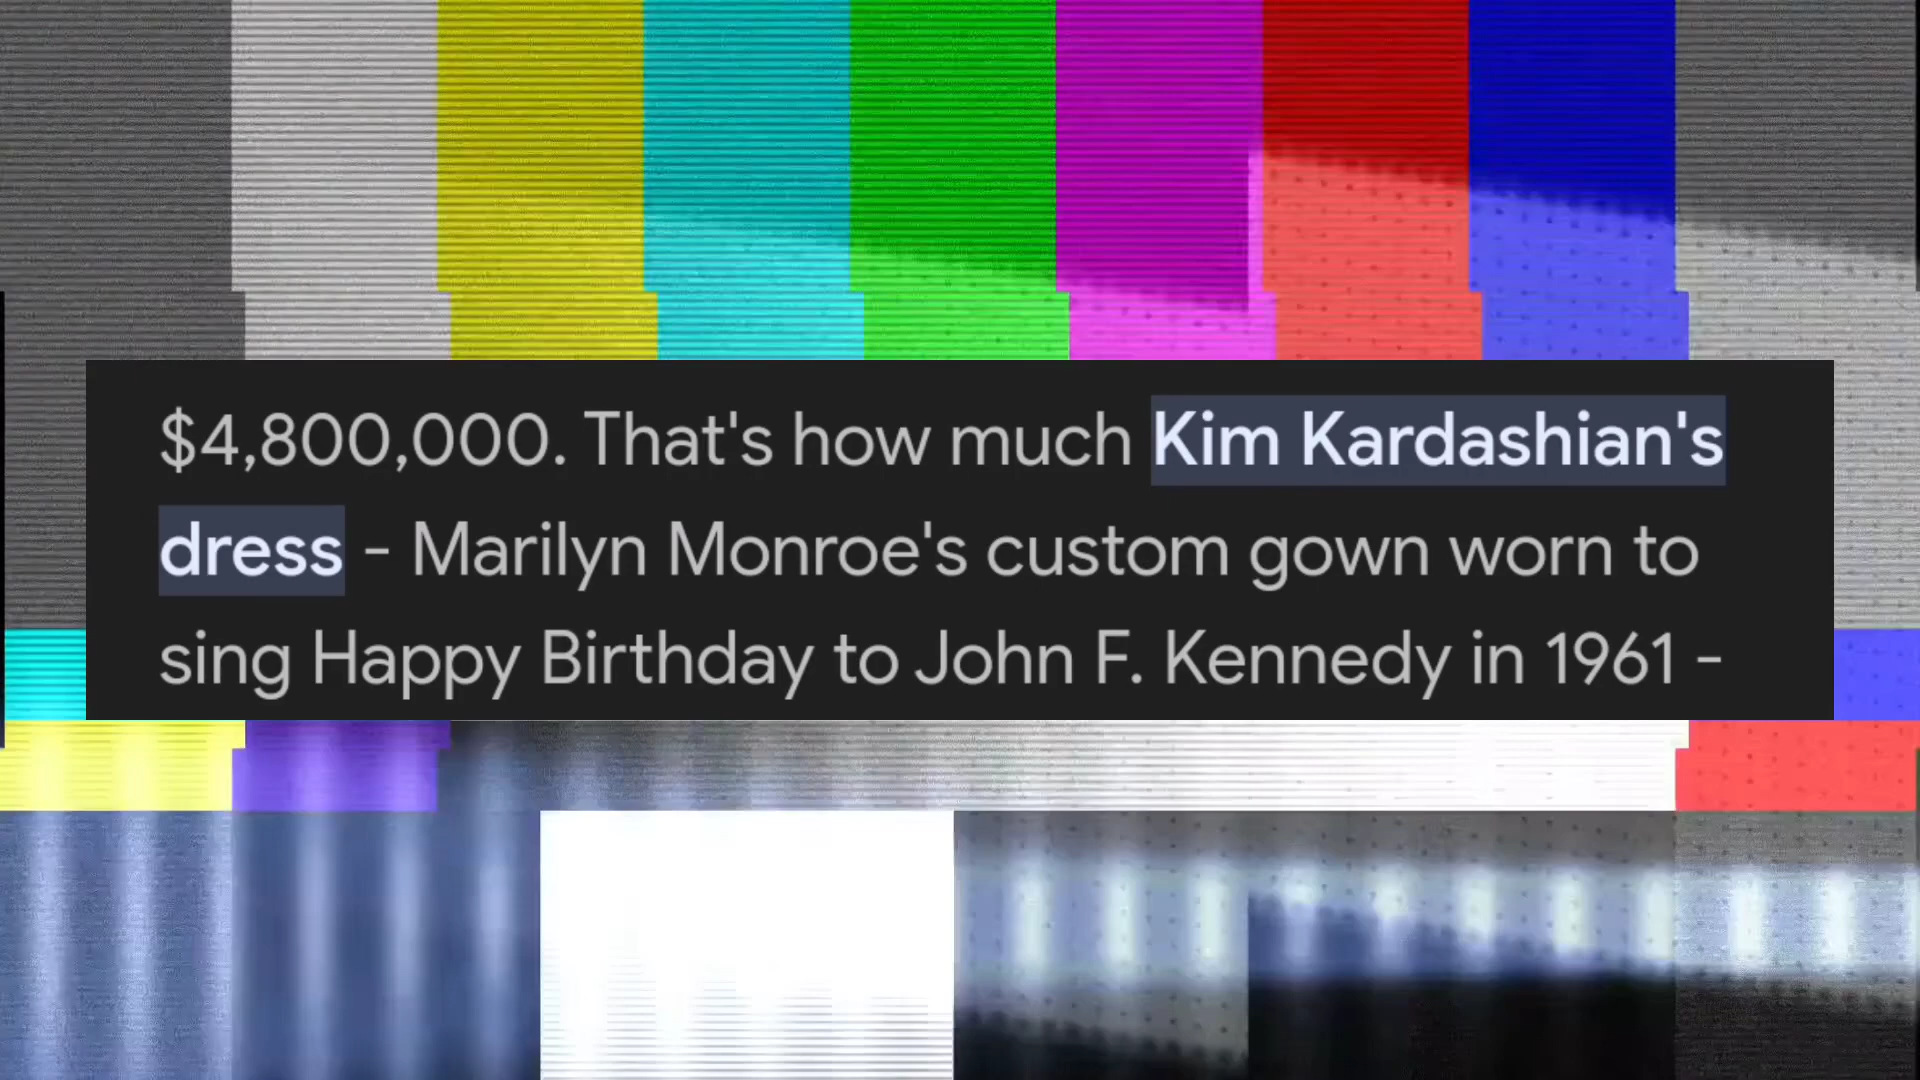 $4,800,000. That's how much Kim Kardashian's
dress - Marilyn Monroe's custom gown worn to
sing Happy Birthday to John F. Kennedy in 1961 -